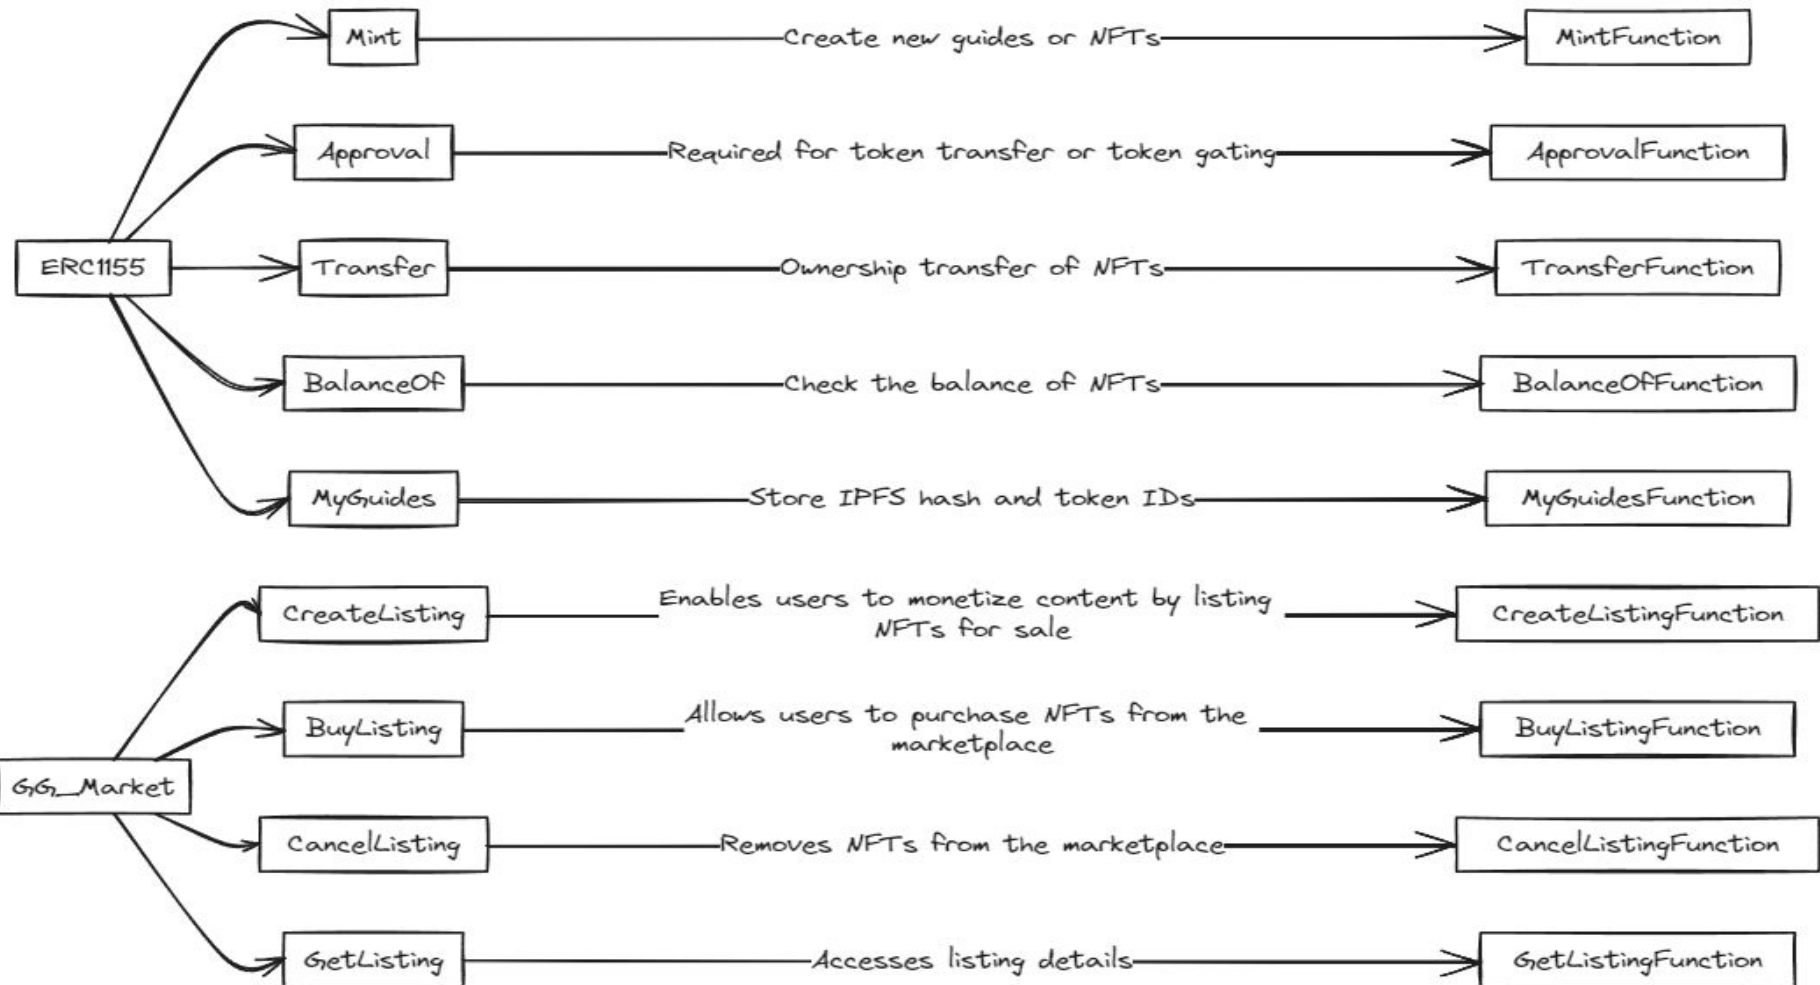 Mint
Create new guides or NFTs
MintFunction
Approval
Required for token transfer or token gating
ApprovalFunction
ERC1155
Transfer
Ownership transfer of NFTs
TransferFunction
BalanceOf
Check the balance of NFTs
BalanceOfFunction
MyGuides
Store IPFS hash and token IDs
MyGuidesFunction
CreateListing
Enables users to monetize content by listing
NFTs for sale
CreateListingFunction
BuyListing
Allows users to purchase NFTs from the
marketplace
BuyListingFunction
GG_Market
CancelListing
Removes NFTs from the marketplace
CancelListingFunction
GetListing
Accesses listing details
GetListingFunction